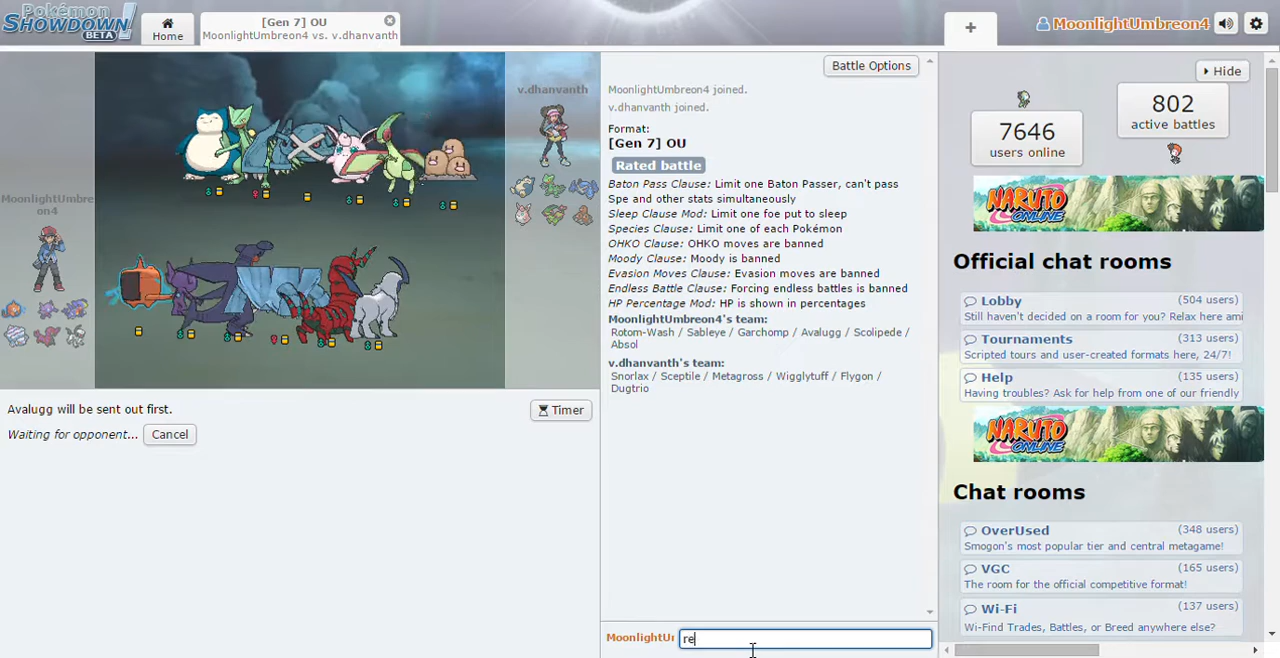 Pokémon
SHOWDOWN!
BETA
Home
[Gen 7] OU
MoonlightUmbreon4 vs. v.dhanvanth
+
MoonlightUmbreon4
MoonlightUmbre
on4
v.dhanvanth
Avalugg will be sent out first.
Timer
Waiting for opponent...
Cancel
Battle Options
MoonlightUmbreon4 joined.
v.dhanvanth joined.
Format:
[Gen 7] OU
Rated battle
Baton Pass Clause: Limit one Baton Passer, can't pass
Spe and other stats simultaneously
Sleep Clause Mod: Limit one foe put to sleep
Species Clause: Limit one of each Pokémon
OHKO Clause: OHKO moves are banned
Moody Clause: Moody is banned
Evasion Moves Clause: Evasion moves are banned
Endless Battle Clause: Forcing endless battles is banned
HP Percentage Mod: HP is shown in percentages
MoonlightUmbreon4's team:
Rotom-Wash / Sableye / Garchomp / Avalugg / Scolipede /
Absol
v.dhanvanth's team:
Snorlax / Sceptile / Metagross / Wigglytuff / Flygon /
Dugtrio
MoonlightUr
re
Hide
7646
users online
802
active battles
NARUTO
ONLINE
Official chat rooms
Lobby
(504 users)
Still haven't decided on a room for you? Relax here ami
Tournaments
(313 users)
Scripted tours and user-created formats here, 24/7!
Help
(135 users)
Having troubles? Ask for help from one of our friendly
NARUTO
ONLINE
Chat rooms
OverUsed
(348 users)
Smogon's most popular tier and central metagame!
VGC
(165 users)
The room for the official competitive format!
Wi-Fi
(137 users)
Wi-Find Trades, Battles, or Breed anywhere else?